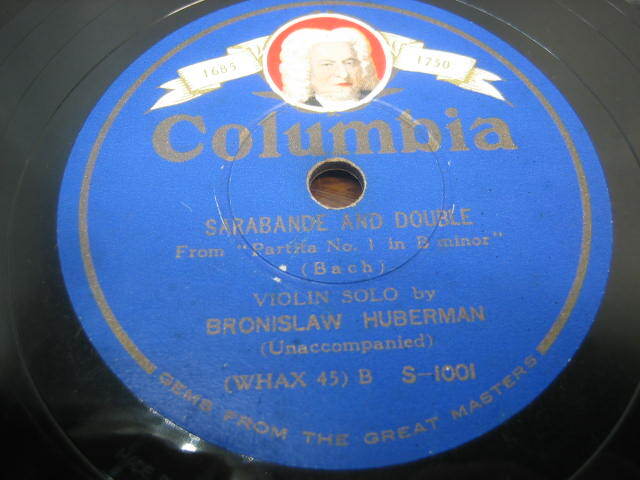 1685 1750
Columbia
SARABANDE AND DOUBLE
From "Partita No. 1 in B minor"
(Bach)
VIOLIN SOLO by
BRONISLAW HUBERMAN
(Unaccompanied)
(WHAX 45) B S-1001
GEMS FROM THE GREAT MASTERS